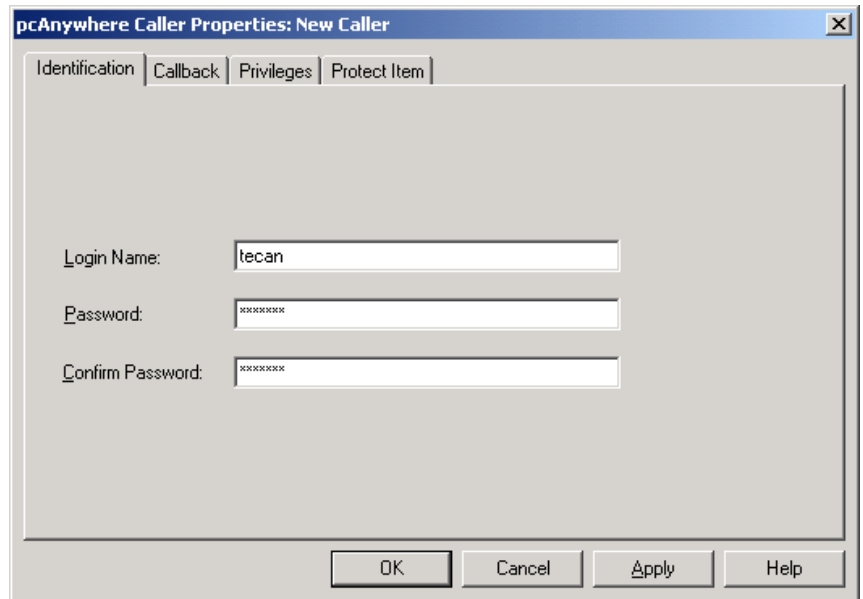 pcAnywhere Caller Properties: New Caller
Identification Callback Privileges Protect Item
Login Name: tecan
Password: *******
Confirm Password: *******
OK Cancel Apply Help